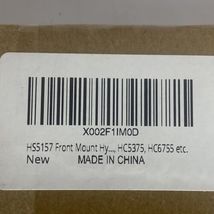 X002F1IM0D
HS5157 Front Mount Hy..., HC5375, HC6755 etc.
New MADE IN CHINA